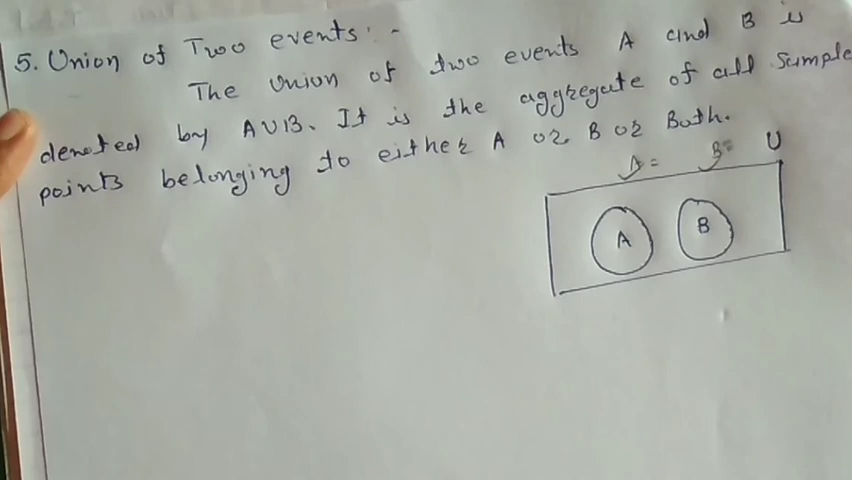 5. Union of Two events :-
The Union of two events A and B is
denoted by AUB. It is the aggregate of all Sample
points belonging to either A or B or Both.
A = B = U
A B